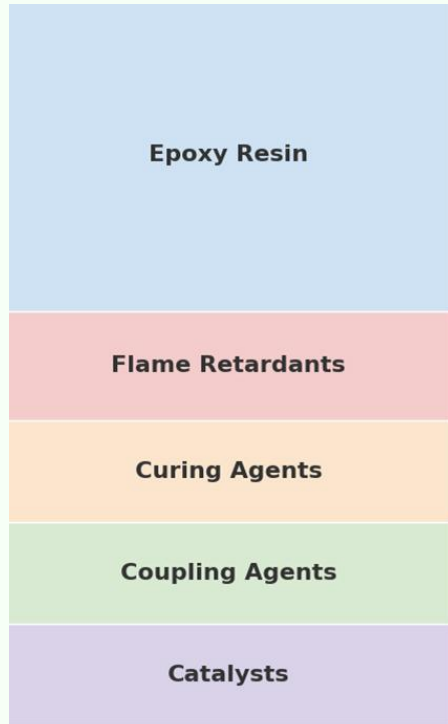 Epoxy Resin
Flame Retardants
Curing Agents
Coupling Agents
Catalysts